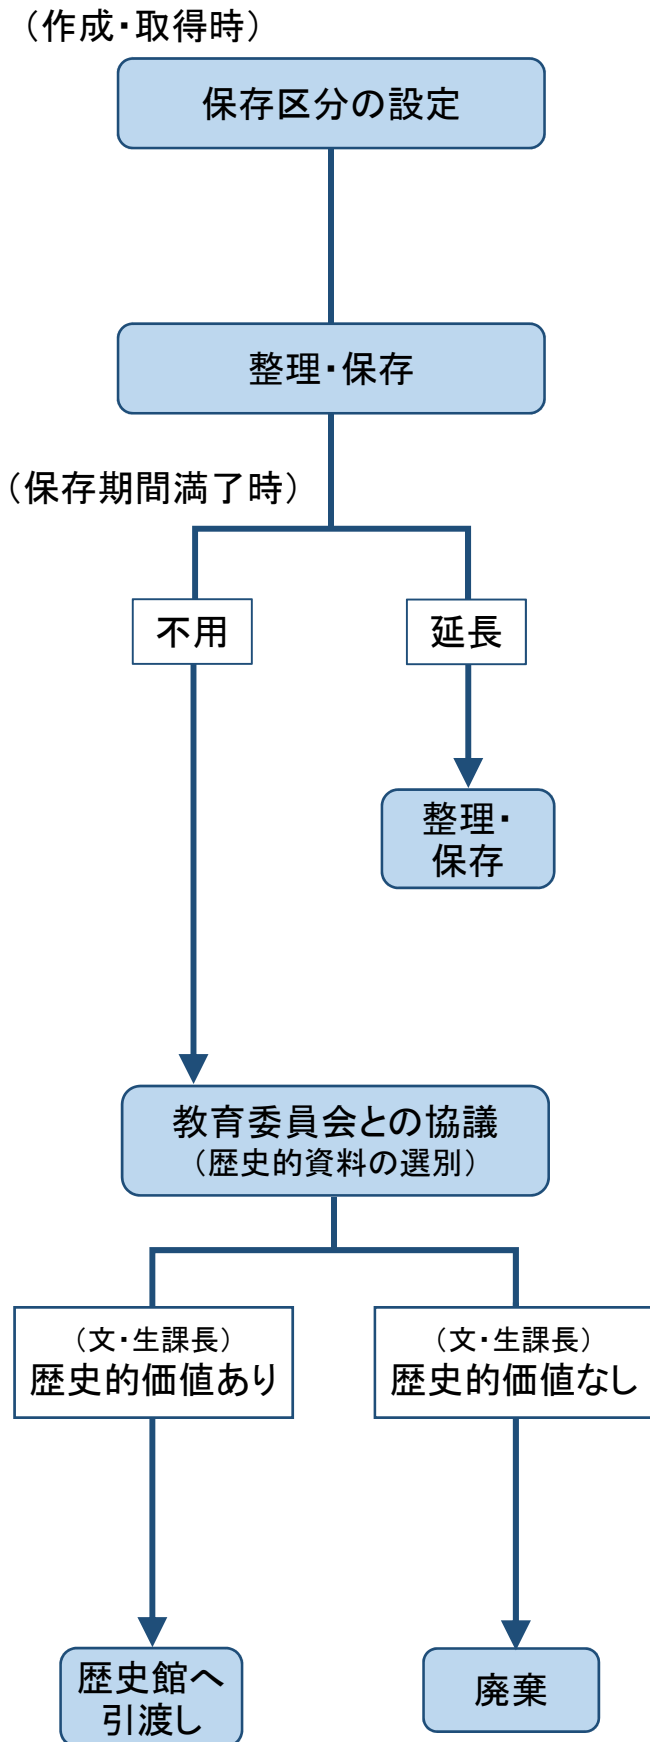 （作成・取得時）
保存区分の設定
整理・保存
（保存期間満了時）
不用
延長
整理・
保存
教育委員会との協議
（歴史的資料の選別）
（文・生課長）
歴史的価値あり
（文・生課長）
歴史的価値なし
歴史館へ
引渡し
廃棄